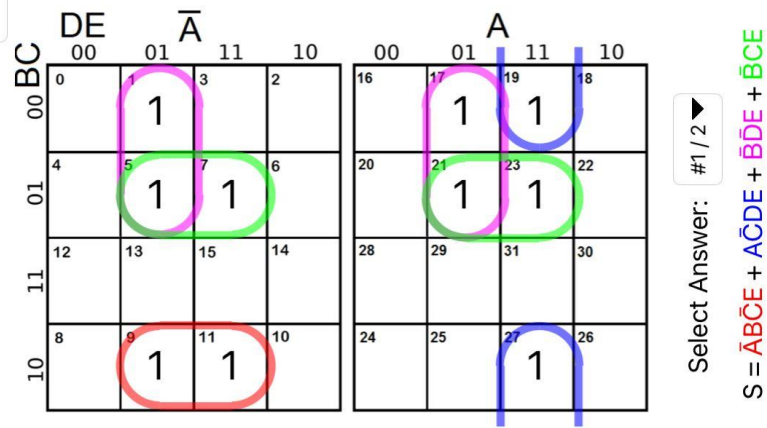 DE Ā A
00 01 11 10 00 01 11 10
BC
00 0 1 1 3 2 16 17 1 19 1 18
01 4 5 1 7 1 6 20 21 1 23 1 22
11 12 13 15 14 28 29 31 30
10 8 9 1 11 1 10 24 25 27 1 26
Select Answer: #1 / 2 ▼
S = ĀBC̄E + AC̄DE + B̄D̄E + B̄CE